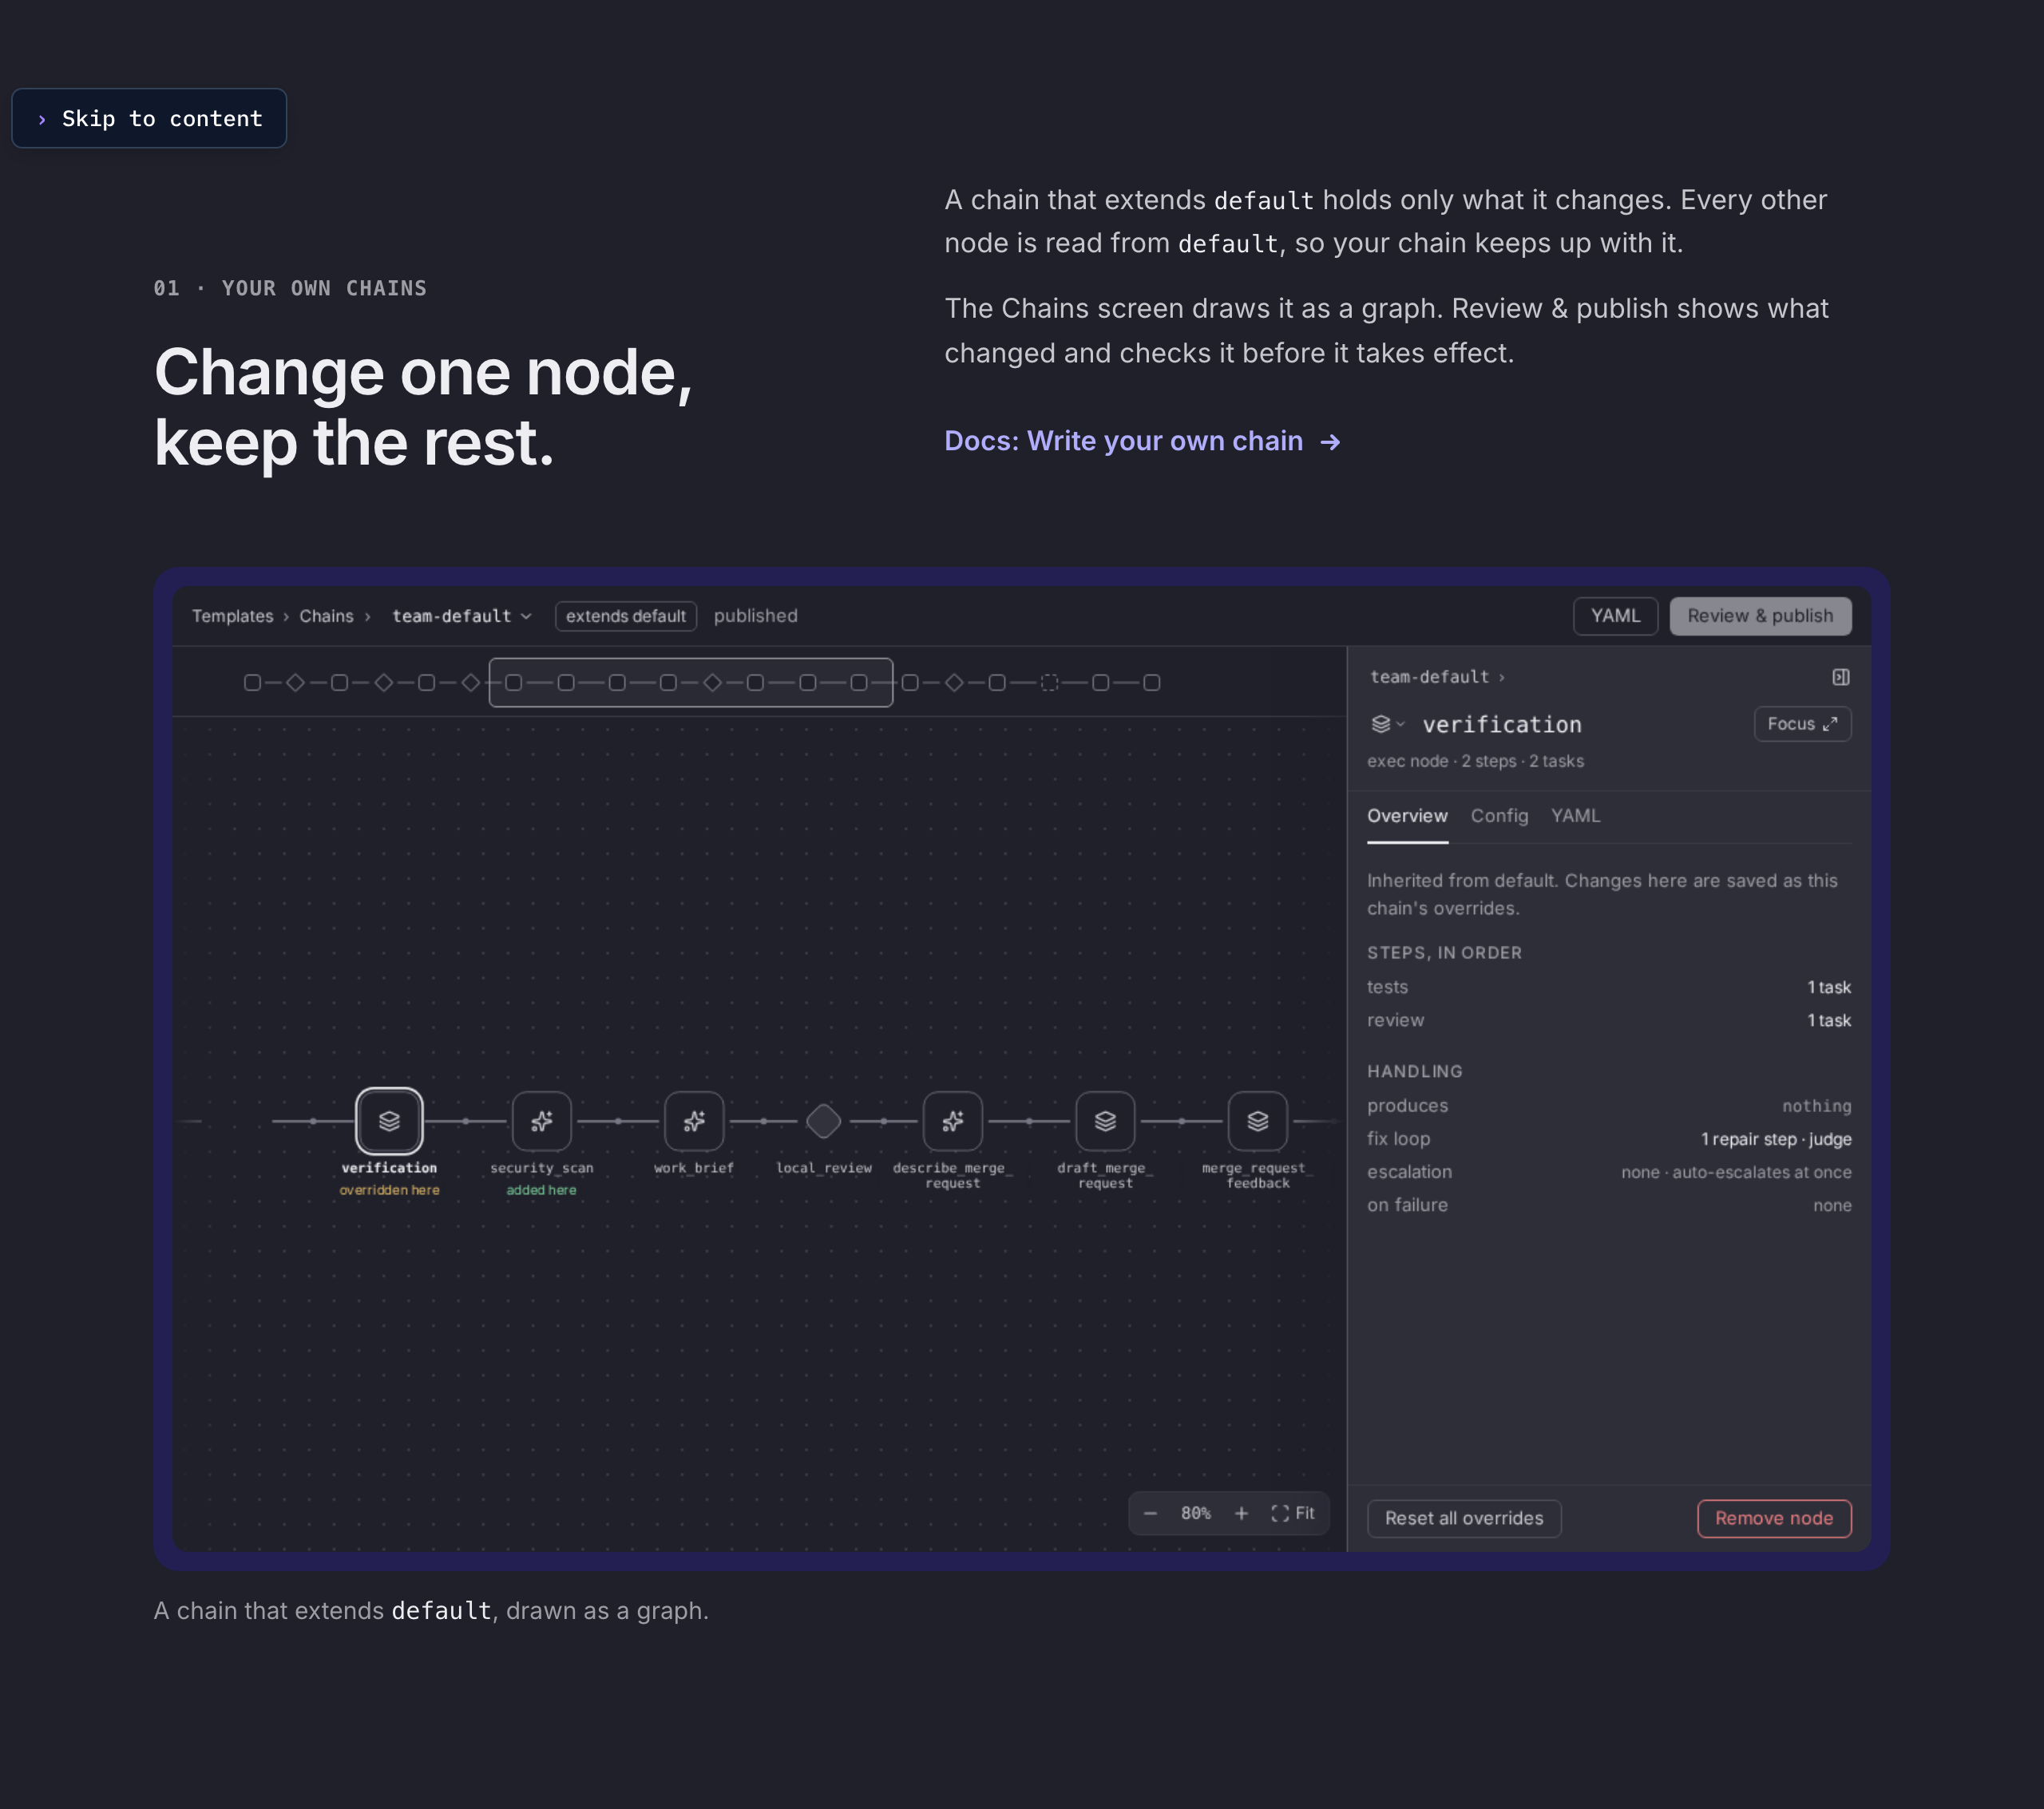 › Skip to content
01 · YOUR OWN CHAINS
Change one node,
keep the rest.
A chain that extends default holds only what it changes. Every other
node is read from default, so your chain keeps up with it.
The Chains screen draws it as a graph. Review & publish shows what
changed and checks it before it takes effect.
Docs: Write your own chain →
Templates › Chains › team-default extends default published
YAML Review & publish
team-default ›
verification
Focus
exec node · 2 steps · 2 tasks
Overview Config YAML
Inherited from default. Changes here are saved as this
chain's overrides.
STEPS, IN ORDER
tests 1 task
review 1 task
HANDLING
produces nothing
fix loop 1 repair step · judge
escalation none · auto-escalates at once
on failure none
Reset all overrides Remove node
verification
overridden here
security_scan
added here
work_brief
local_review
describe_merge_
request
draft_merge_
request
merge_request_
feedback
− 80% + Fit
A chain that extends default, drawn as a graph.